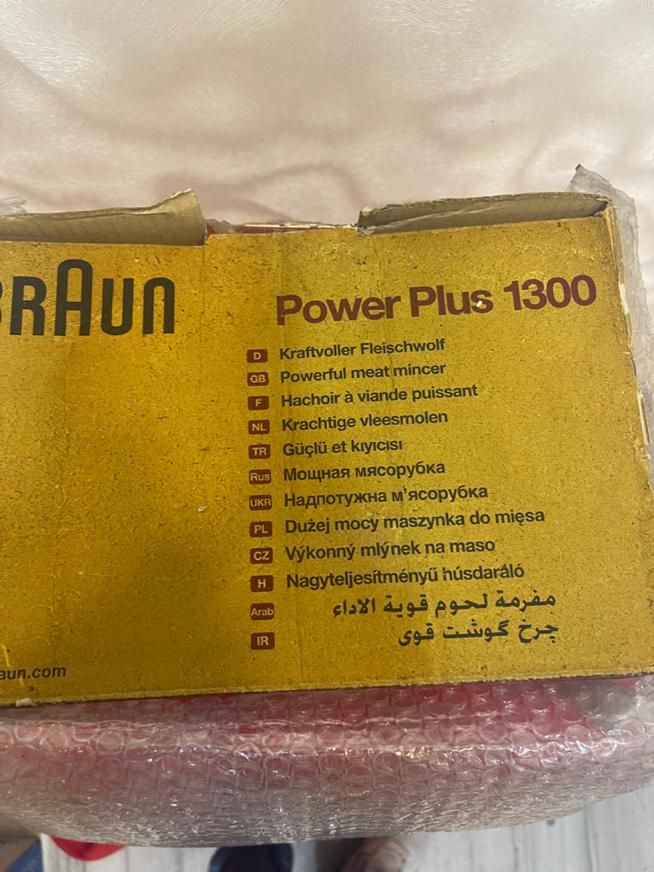 BRAUN
Power Plus 1300
D Kraftvoller Fleischwolf
GB Powerful meat mincer
F Hachoir à viande puissant
NL Krachtige vleesmolen
TR Güçlü et kıyıcısı
Rus Мощная мясорубка
UKR Надпотужна м'ясорубка
PL Dużej mocy maszynka do mięsa
CZ Výkonný mlýnek na maso
H Nagyteljesítményű húsdaráló
Arab مفرمة لحوم قوية الاداء
IR چرخ گوشت قوی
aun.com